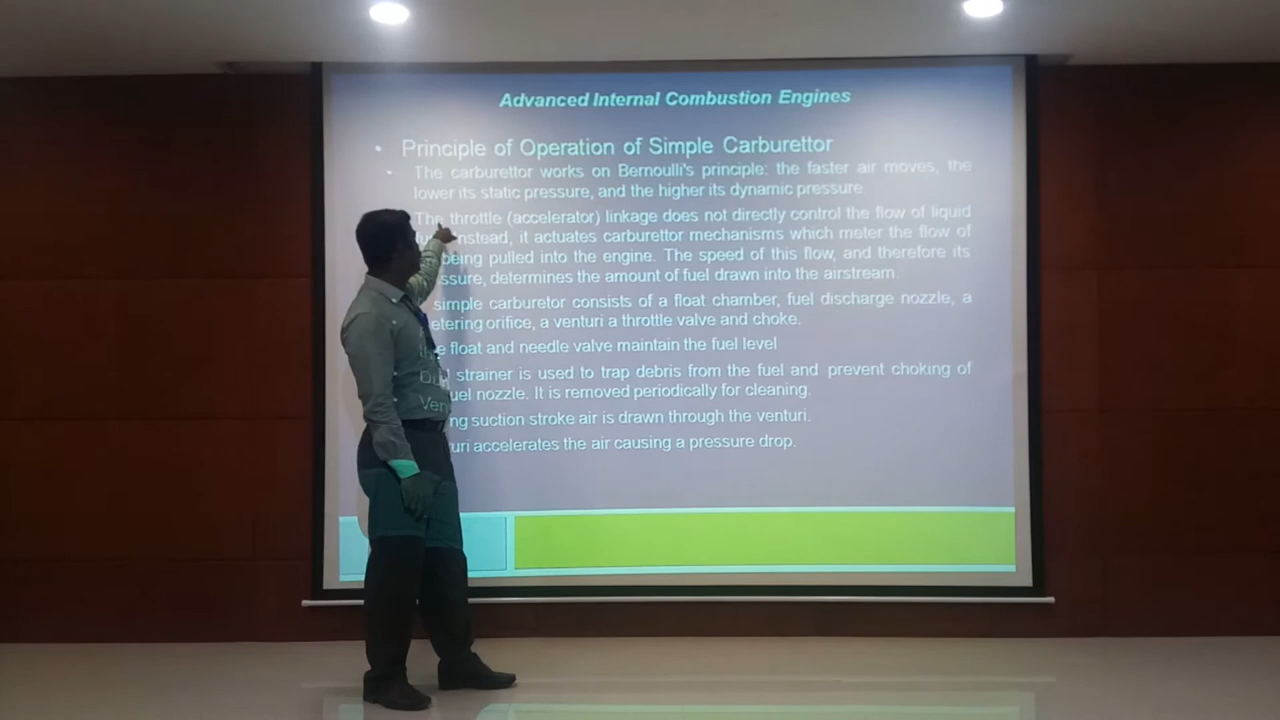 Advanced Internal Combustion Engines
• Principle of Operation of Simple Carburettor
• The carburettor works on Bernoulli's principle: the faster air moves, the
lower its static pressure, and the higher its dynamic pressure
The throttle (accelerator) linkage does not directly control the flow of liquid
instead, it actuates carburettor mechanisms which meter the flow of
being pulled into the engine. The speed of this flow, and therefore its
ssure, determines the amount of fuel drawn into the airstream.
simple carburetor consists of a float chamber, fuel discharge nozzle, a
etering orifice, a venturi a throttle valve and choke.
e float and needle valve maintain the fuel level
strainer is used to trap debris from the fuel and prevent choking of
uel nozzle. It is removed periodically for cleaning.
ng suction stroke air is drawn through the venturi.
uri accelerates the air causing a pressure drop.